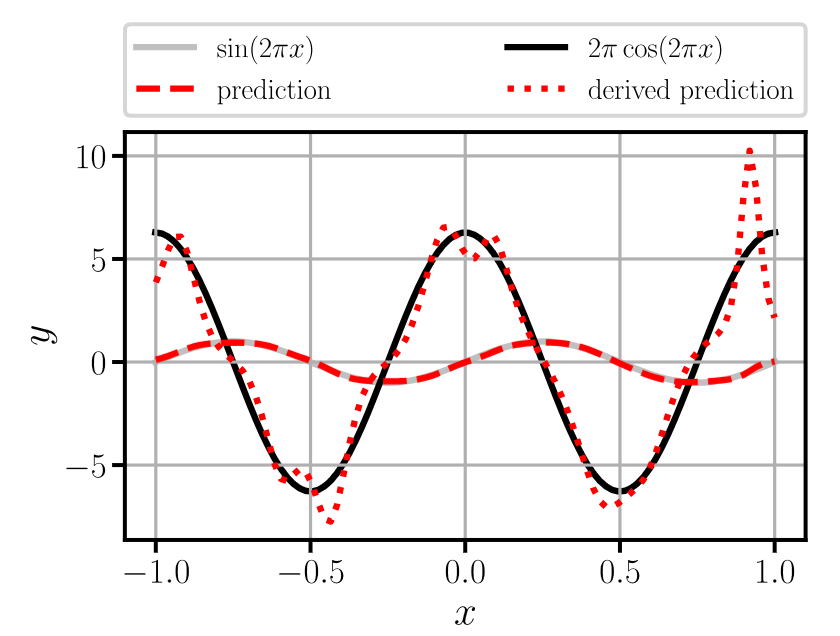 sin(2πx) 2π cos(2πx)
prediction derived prediction
10
5
0
−5
y
−1.0 −0.5 0.0 0.5 1.0
x